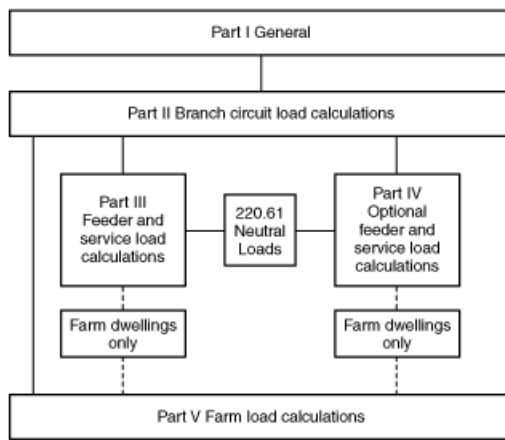 Part I General
Part II Branch circuit load calculations
Part III
Feeder and
service load
calculations
220.61
Neutral
Loads
Part IV
Optional
feeder and
service load
calculations
Farm dwellings
only
Farm dwellings
only
Part V Farm load calculations